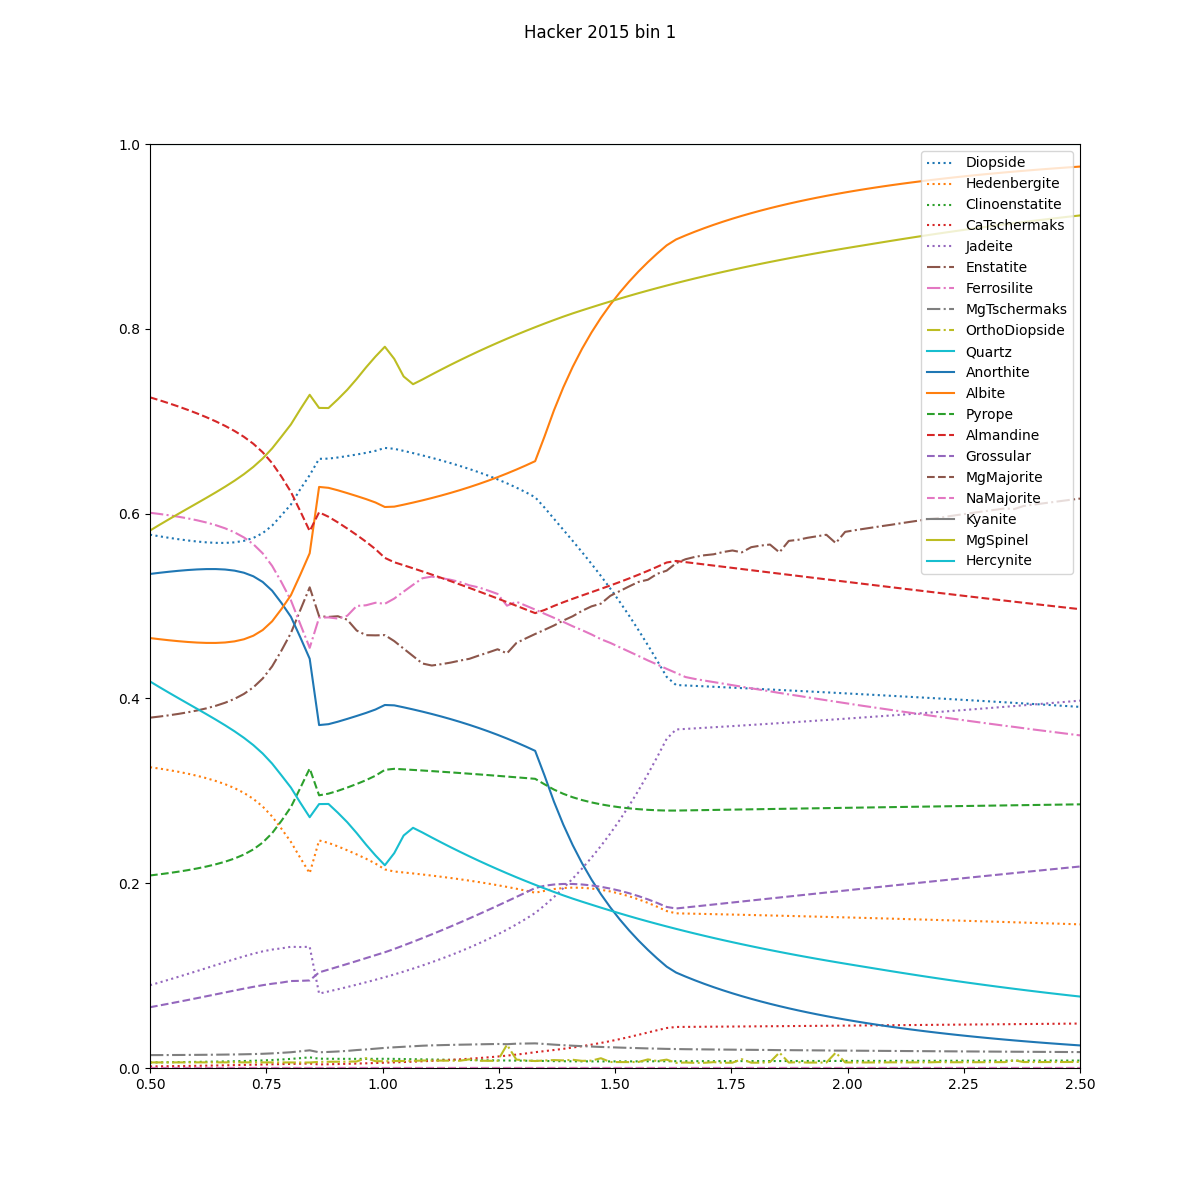 Hacker 2015 bin 1
1.0
0.8
0.6
0.4
0.2
0.0
0.50 0.75 1.00 1.25 1.50 1.75 2.00 2.25 2.50
Diopside
Hedenbergite
Clinoenstatite
CaTschermaks
Jadeite
Enstatite
Ferrosilite
MgTschermaks
OrthoDiopside
Quartz
Anorthite
Albite
Pyrope
Almandine
Grossular
MgMajorite
NaMajorite
Kyanite
MgSpinel
Hercynite